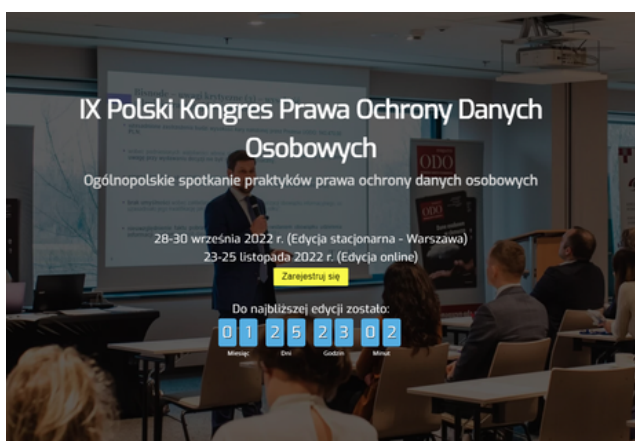 IX Polski Kongres Prawa Ochrony Danych
Osobowych
Ogólnopolskie spotkanie praktyków prawa ochrony danych osobowych
28-30 września 2022 r. (Edycja stacjonarna - Warszawa)
23-25 listopada 2022 r. (Edycja online)
Zarejestruj się
Do najbliższej edycji zostało:
0 1 2 5 2 3 0 2
Miesiąc Dni Godzin Minut
ODO
ODO